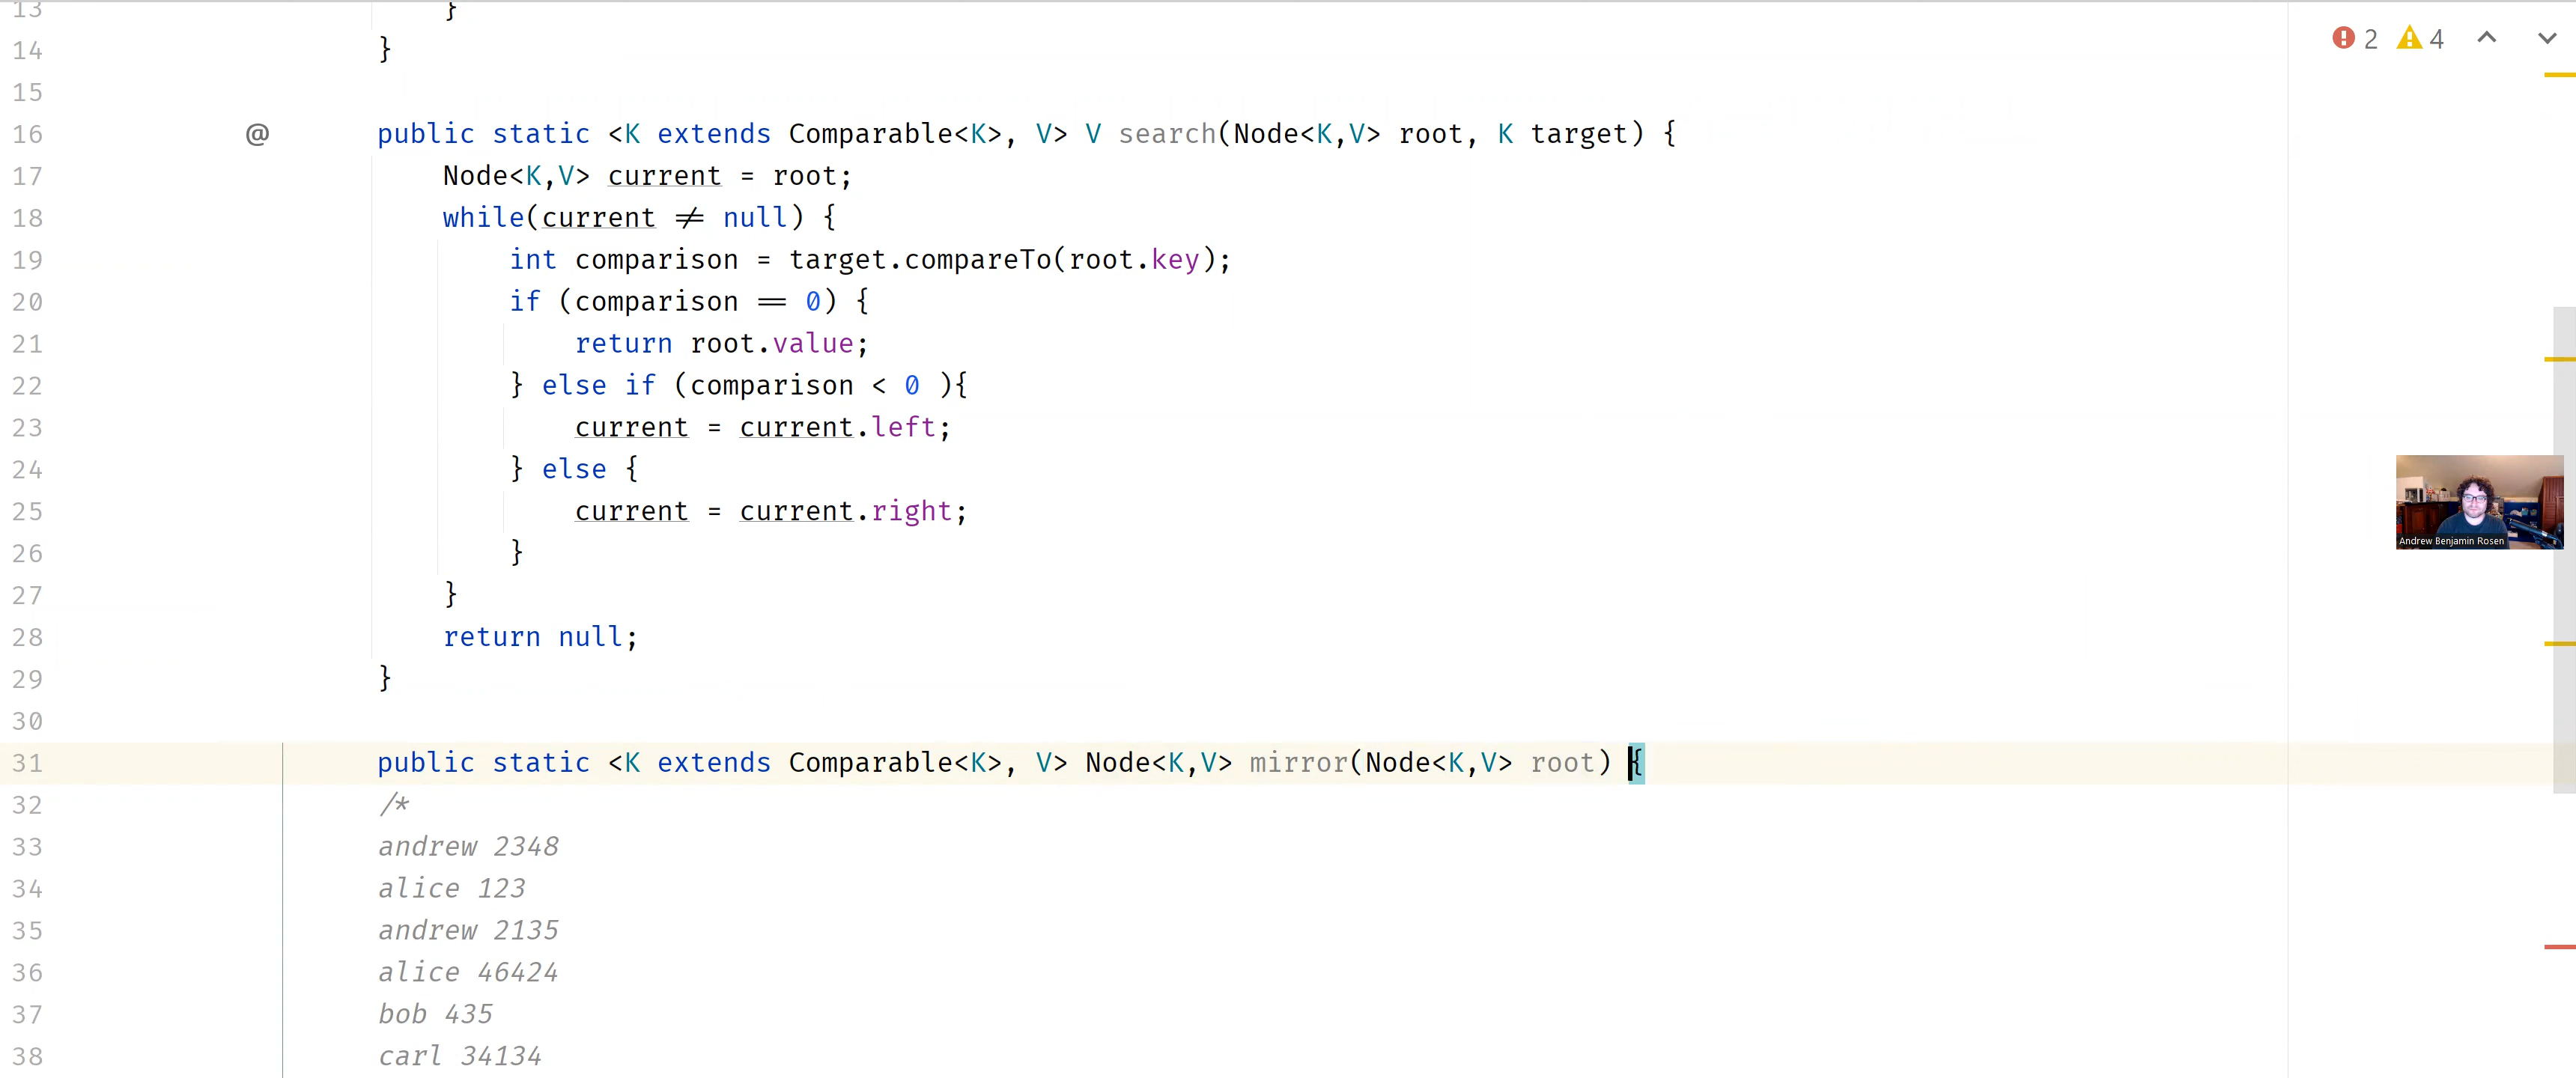 2 4
13 }
14 }
15
16 @ public static <K extends Comparable<K>, V> V search(Node<K,V> root, K target) {
17 Node<K,V> current = root;
18 while(current ≠ null) {
19 int comparison = target.compareTo(root.key);
20 if (comparison == 0) {
21 return root.value;
22 } else if (comparison < 0 ){
23 current = current.left;
24 } else {
25 current = current.right;
26 }
27 }
28 return null;
29 }
30
31 public static <K extends Comparable<K>, V> Node<K,V> mirror(Node<K,V> root) {
32 /*
33 andrew 2348
34 alice 123
35 andrew 2135
36 alice 46424
37 bob 435
38 carl 34134
Andrew Benjamin Rosen